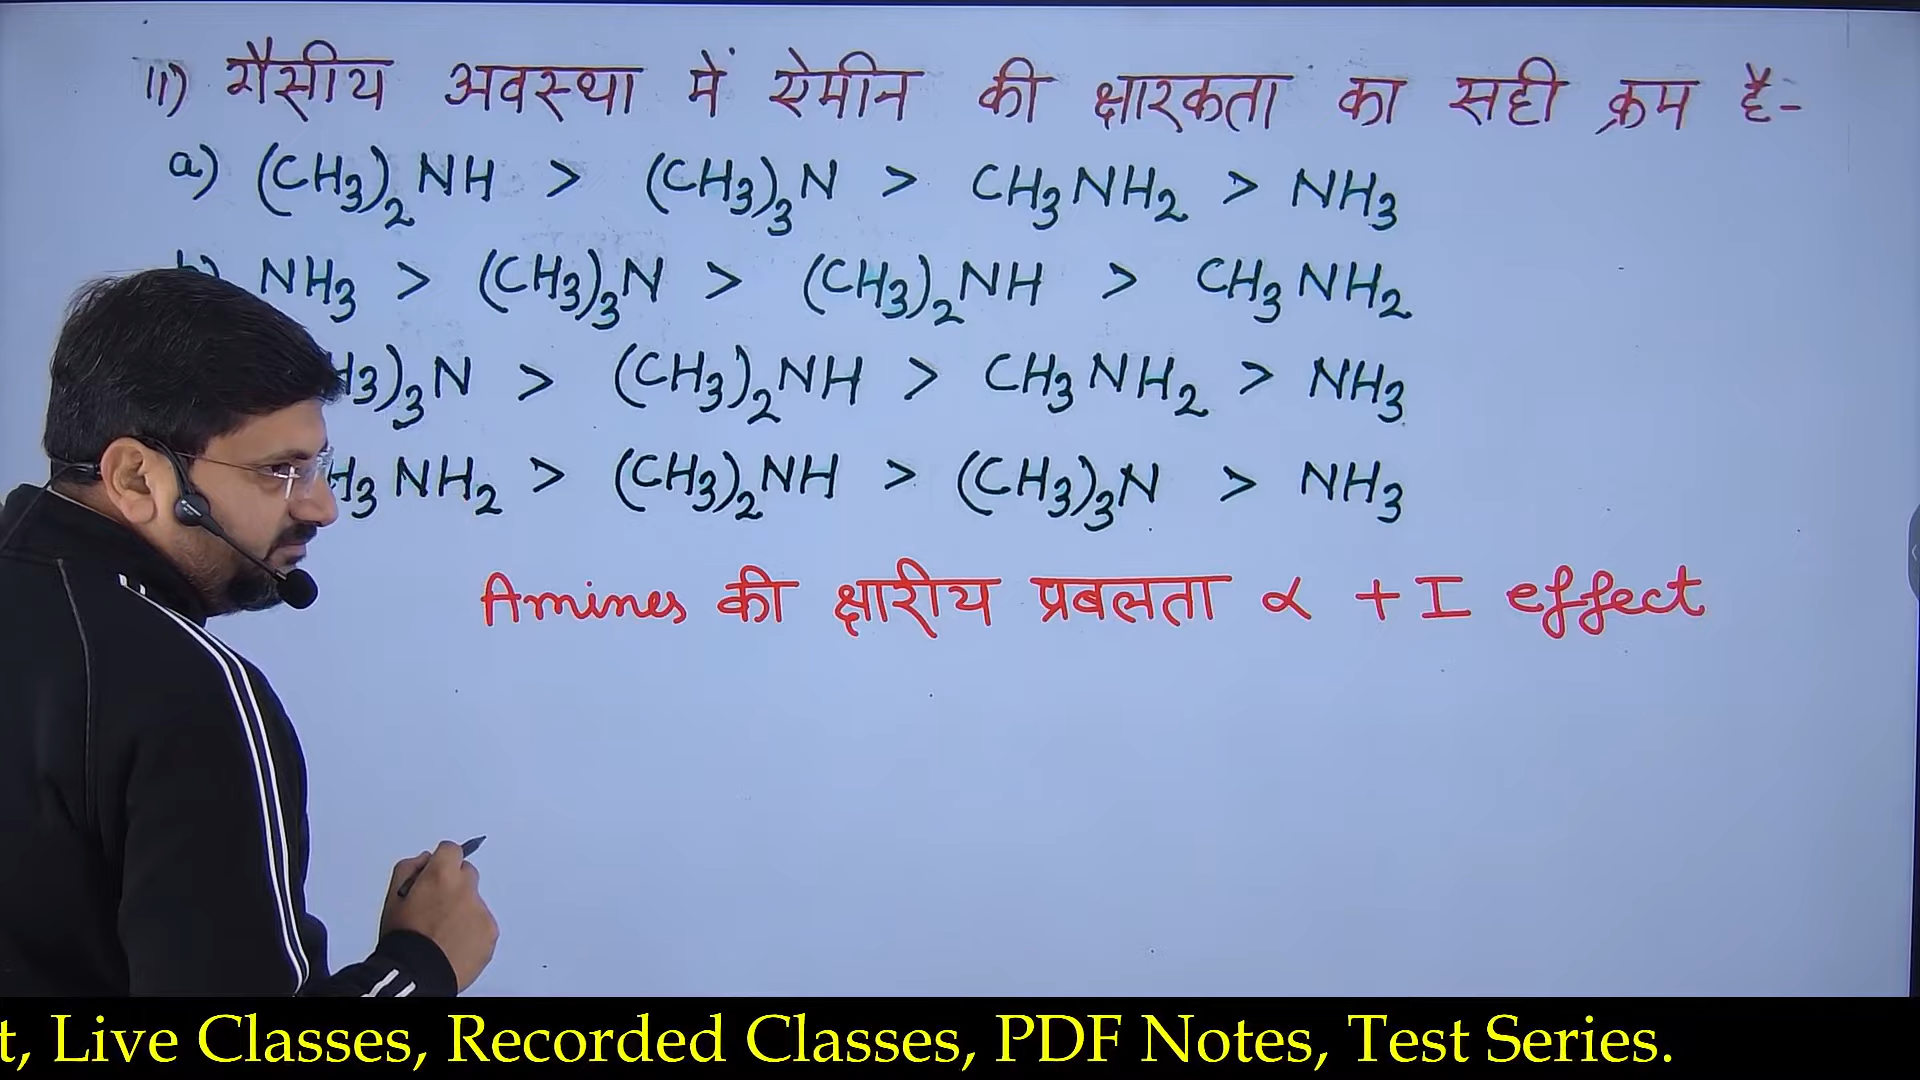 11) गैसीय अवस्था में ऐमीन की क्षारकता का सही क्रम है-
a) (CH3)2NH > (CH3)3N > CH3NH2 > NH3
NH3 > (CH3)3N > (CH3)2NH > CH3NH2
H3)3N > (CH3)2NH > CH3NH2 > NH3
H3NH2 > (CH3)2NH > (CH3)3N > NH3
Amines की क्षारीय प्रबलता ∝ +I effect
t, Live Classes, Recorded Classes, PDF Notes, Test Series.